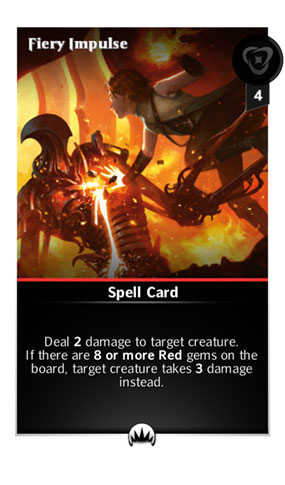 Fiery Impulse
4
Spell Card
Deal 2 damage to target creature.
If there are 8 or more Red gems on the
board, target creature takes 3 damage
instead.